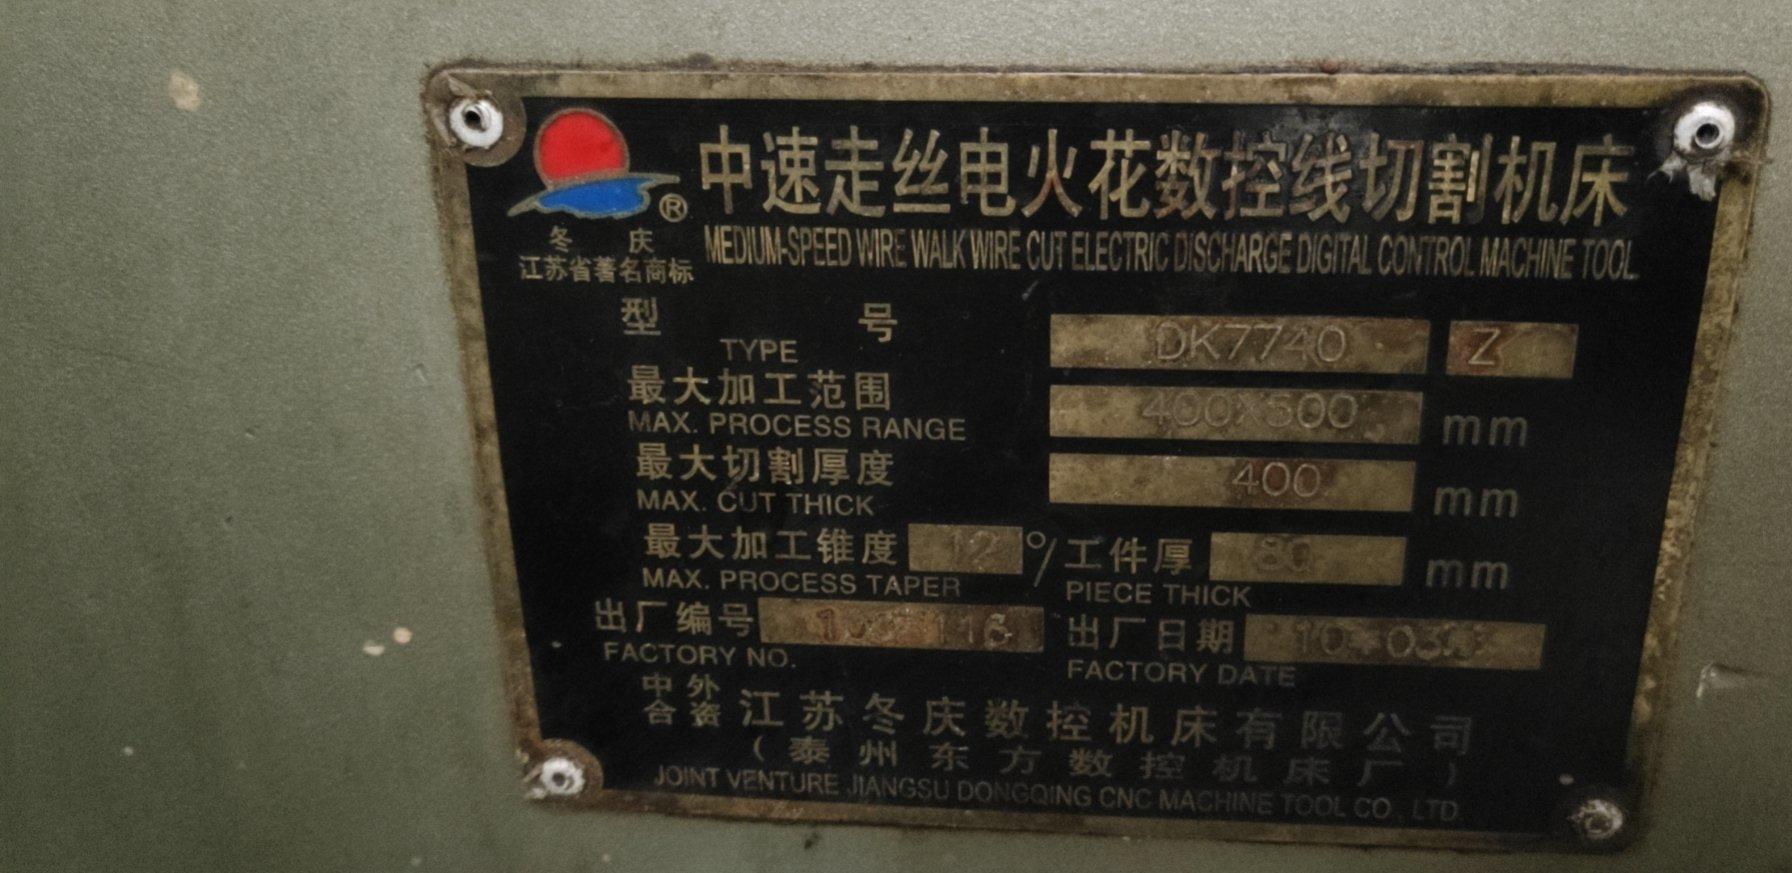 中速走丝电火花数控线切割机床
MEDIUM-SPEED WIRE WALK WIRE CUT ELECTRIC DISCHARGE DIGITAL CONTROL MACHINE TOOL
®
冬 庆
江苏省著名商标
型 号 DK7740 Z
TYPE
最大加工范围 400X500 mm
MAX. PROCESS RANGE
最大切割厚度 400 mm
MAX. CUT THICK
最大加工锥度 12 °/ 工件厚 80 mm
MAX. PROCESS TAPER PIECE THICK
出厂编号 出厂日期
FACTORY NO. FACTORY DATE
中外合资 江苏冬庆数控机床有限公司
(泰州东方数控机床厂)
JOINT VENTURE JIANGSU DONGQING CNC MACHINE TOOL CO., LTD.